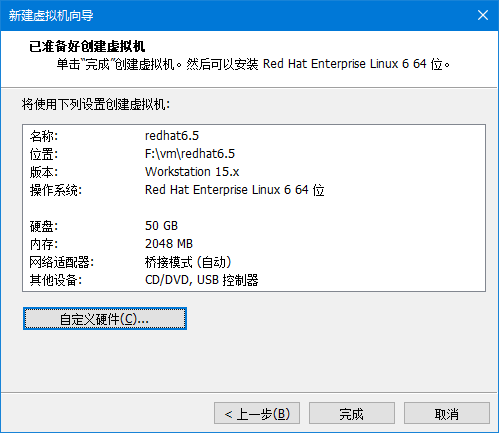 新建虚拟机向导
已准备好创建虚拟机
单击“完成”创建虚拟机。然后可以安装 Red Hat Enterprise Linux 6 64 位。
将使用下列设置创建虚拟机:
名称: redhat6.5
位置: F:\vm\redhat6.5
版本: Workstation 15.x
操作系统: Red Hat Enterprise Linux 6 64 位
硬盘: 50 GB
内存: 2048 MB
网络适配器: 桥接模式 (自动)
其他设备: CD/DVD, USB 控制器
自定义硬件(C)...
< 上一步(B) 完成 取消